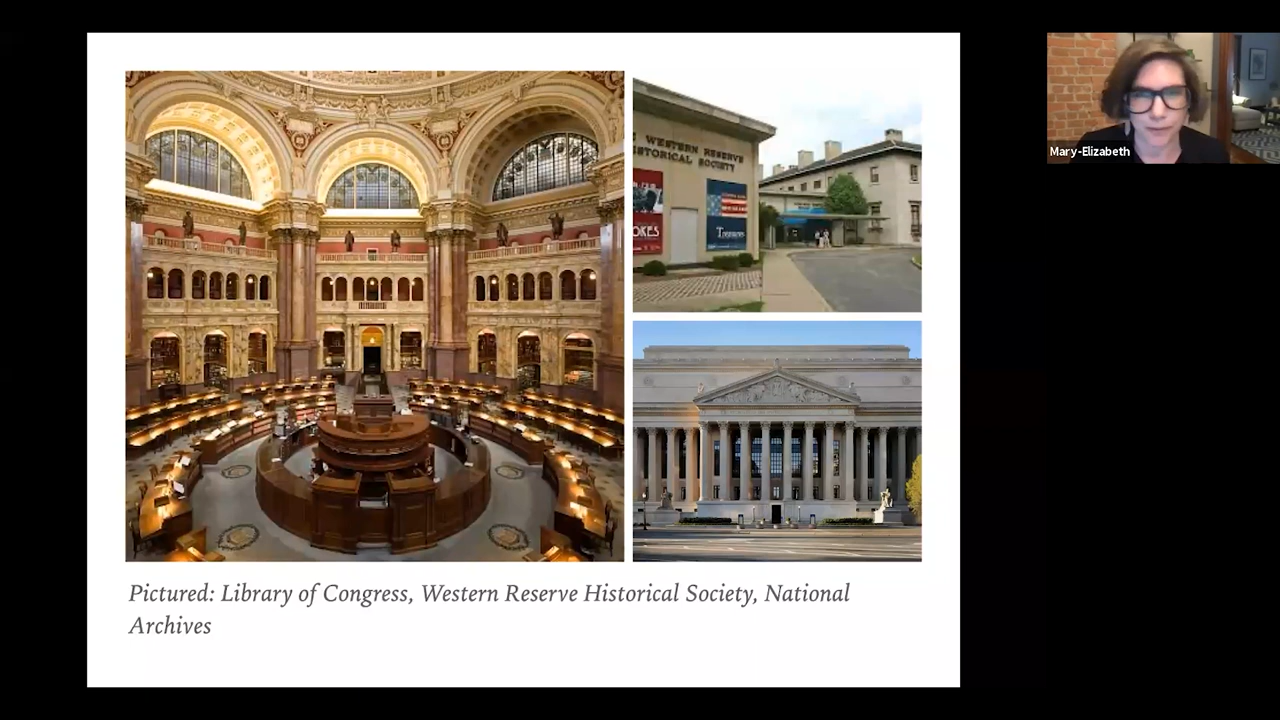 WESTERN RESERVE
HISTORICAL SOCIETY
OKES
Treasures
Mary-Elizabeth
Pictured: Library of Congress, Western Reserve Historical Society, National
Archives